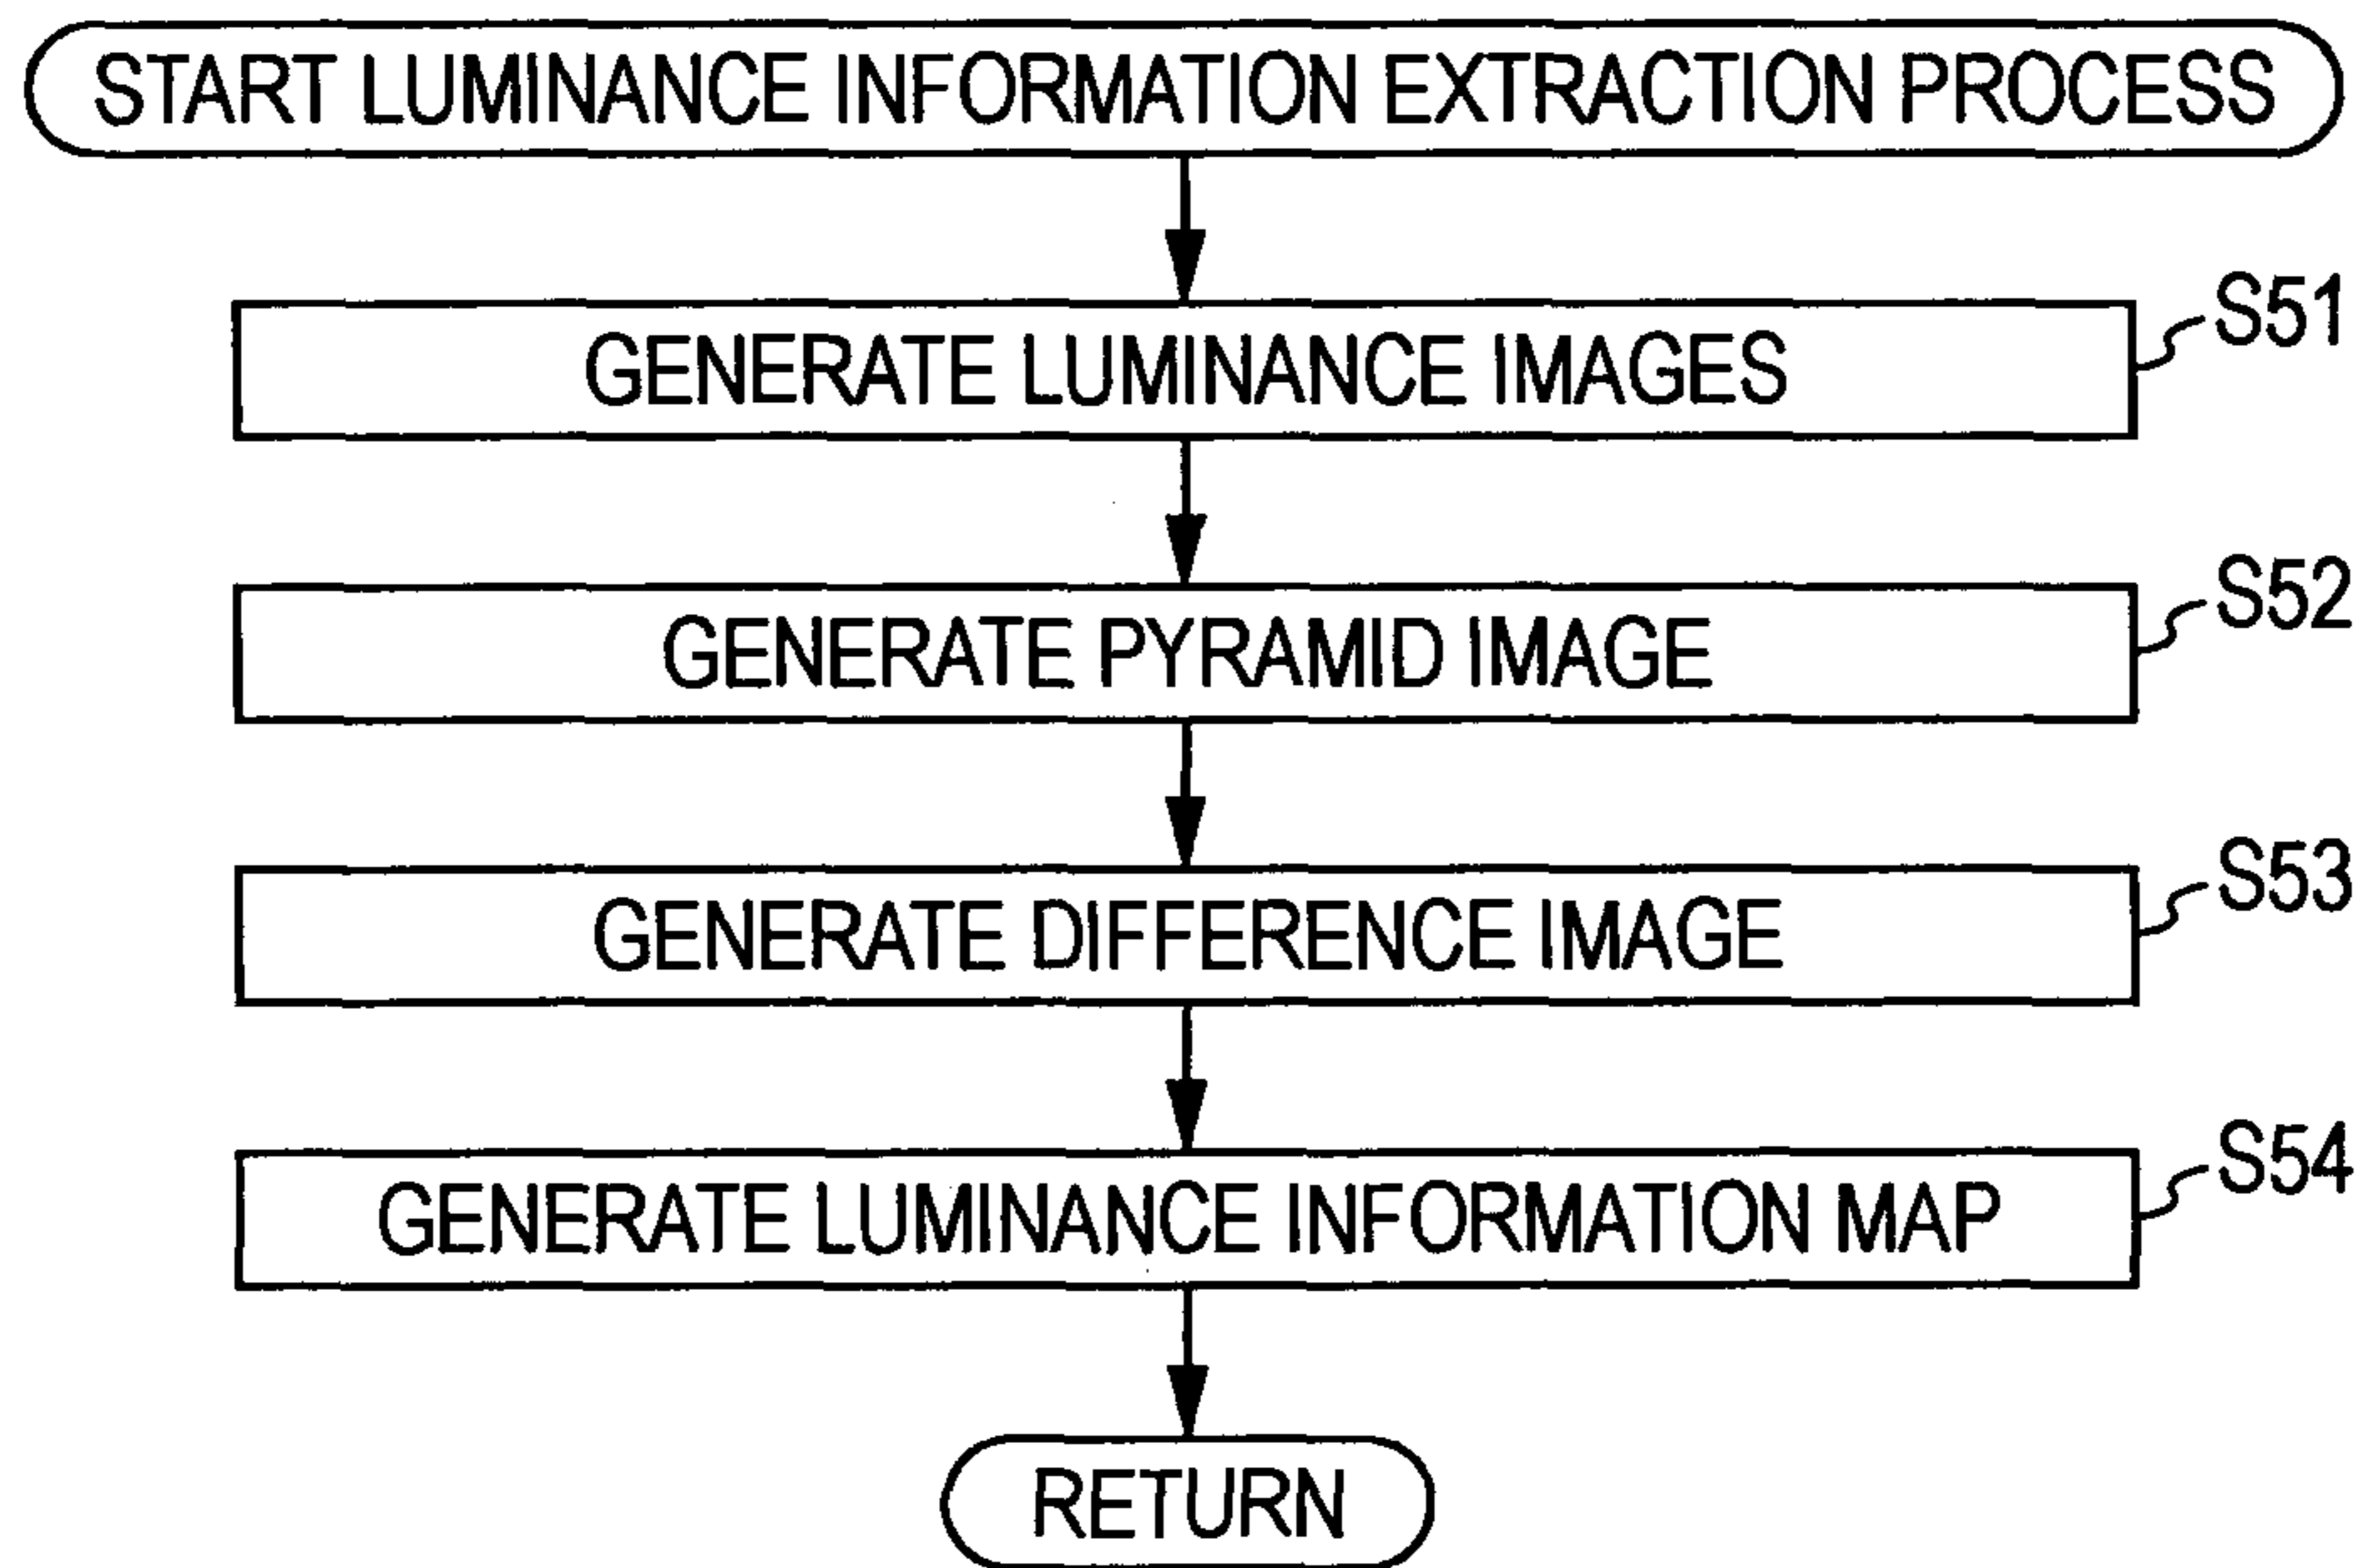 START LUMINANCE INFORMATION EXTRACTION PROCESS
GENERATE LUMINANCE IMAGES
S51
GENERATE PYRAMID IMAGE
S52
GENERATE DIFFERENCE IMAGE
S53
GENERATE LUMINANCE INFORMATION MAP
S54
RETURN